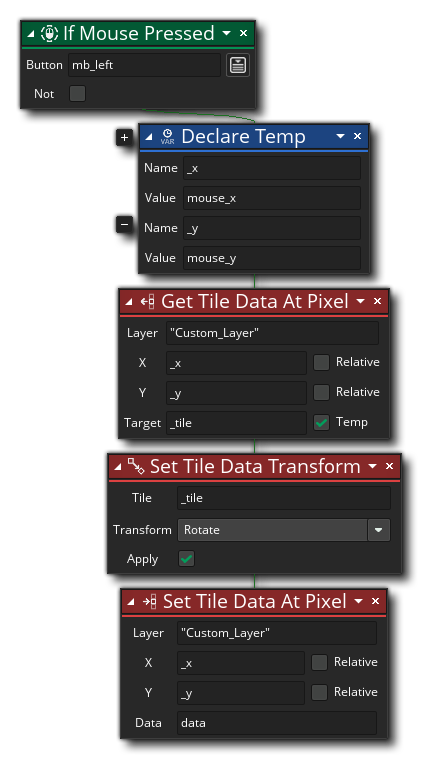 If Mouse Pressed
Button mb_left
Not
VAR Declare Temp
Name _x
Value mouse_x
Name _y
Value mouse_y
Get Tile Data At Pixel
Layer "Custom_Layer"
X _x Relative
Y _y Relative
Target _tile Temp
Set Tile Data Transform
Tile _tile
Transform Rotate
Apply
Set Tile Data At Pixel
Layer "Custom_Layer"
X _x Relative
Y _y Relative
Data data